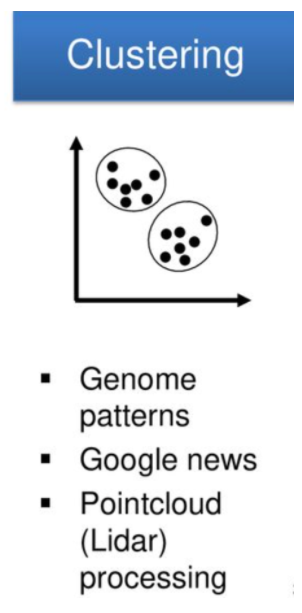 Clustering
▪ Genome
patterns
▪ Google news
▪ Pointcloud
(Lidar)
processing